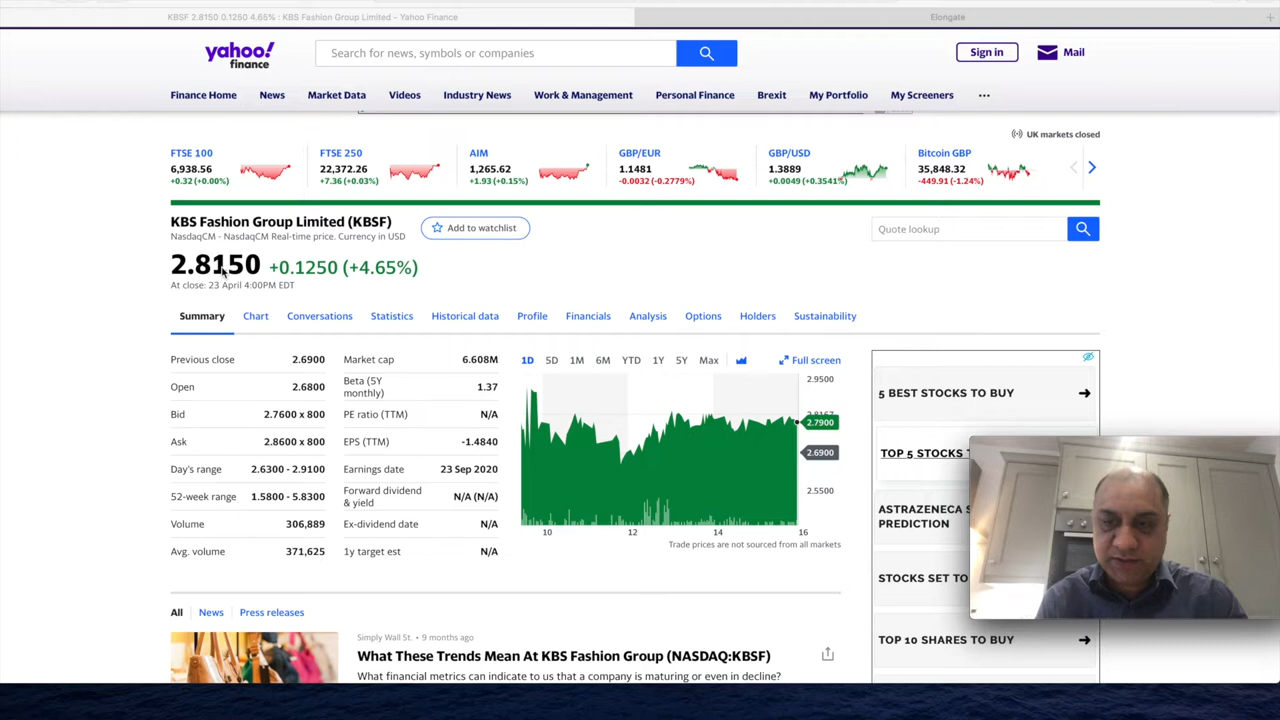 KBSF 2.8150 0.1250 4.65% : KBS Fashion Group Limited – Yahoo Finance
Elongate
yahoo!
finance
Search for news, symbols or companies
Sign in
Mail
Finance Home
News
Market Data
Videos
Industry News
Work & Management
Personal Finance
Brexit
My Portfolio
My Screeners
...
UK markets closed
FTSE 100
6,938.56
+0.32 (+0.00%)
FTSE 250
22,372.26
+7.36 (+0.03%)
AIM
1,265.62
+1.93 (+0.15%)
GBP/EUR
1.1481
-0.0032 (-0.2779%)
GBP/USD
1.3889
+0.0049 (+0.3541%)
Bitcoin GBP
35,848.32
-449.91 (-1.24%)
KBS Fashion Group Limited (KBSF)
NasdaqCM - NasdaqCM Real-time price. Currency in USD
Add to watchlist
Quote lookup
2.8150 +0.1250 (+4.65%)
At close: 23 April 4:00PM EDT
Summary
Chart
Conversations
Statistics
Historical data
Profile
Financials
Analysis
Options
Holders
Sustainability
Previous close 2.6900
Open 2.6800
Bid 2.7600 x 800
Ask 2.8600 x 800
Day's range 2.6300 - 2.9100
52-week range 1.5800 - 5.8300
Volume 306,889
Avg. volume 371,625
Market cap 6.608M
Beta (5Y
monthly) 1.37
PE ratio (TTM) N/A
EPS (TTM) -1.4840
Earnings date 23 Sep 2020
Forward dividend
& yield N/A (N/A)
Ex-dividend date N/A
1y target est N/A
1D 5D 1M 6M YTD 1Y 5Y Max
Full screen
2.9500
2.7900
2.6900
2.5500
10 12 14 16
Trade prices are not sourced from all markets
5 BEST STOCKS TO BUY
TOP 5 STOCKS T
ASTRAZENECA S
PREDICTION
STOCKS SET TO
TOP 10 SHARES TO BUY
All
News
Press releases
Simply Wall St. • 9 months ago
What These Trends Mean At KBS Fashion Group (NASDAQ:KBSF)
What financial metrics can indicate to us that a company is maturing or even in decline?